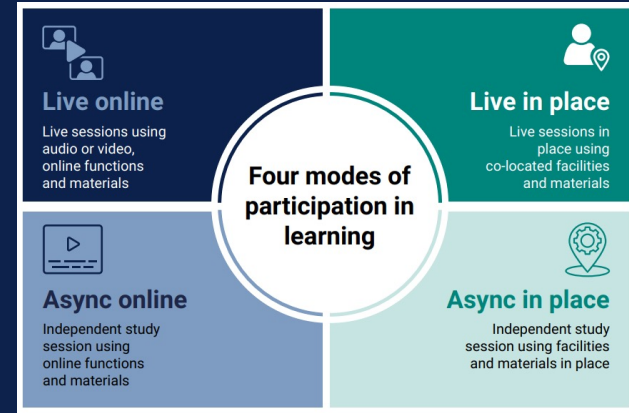 Live online
Live sessions using
audio or video,
online functions
and materials
Live in place
Live sessions in
place using
co-located facilities
and materials
Four modes of
participation in
learning
Async online
Independent study
session using
online functions
and materials
Async in place
Independent study
session using facilities
and materials in place